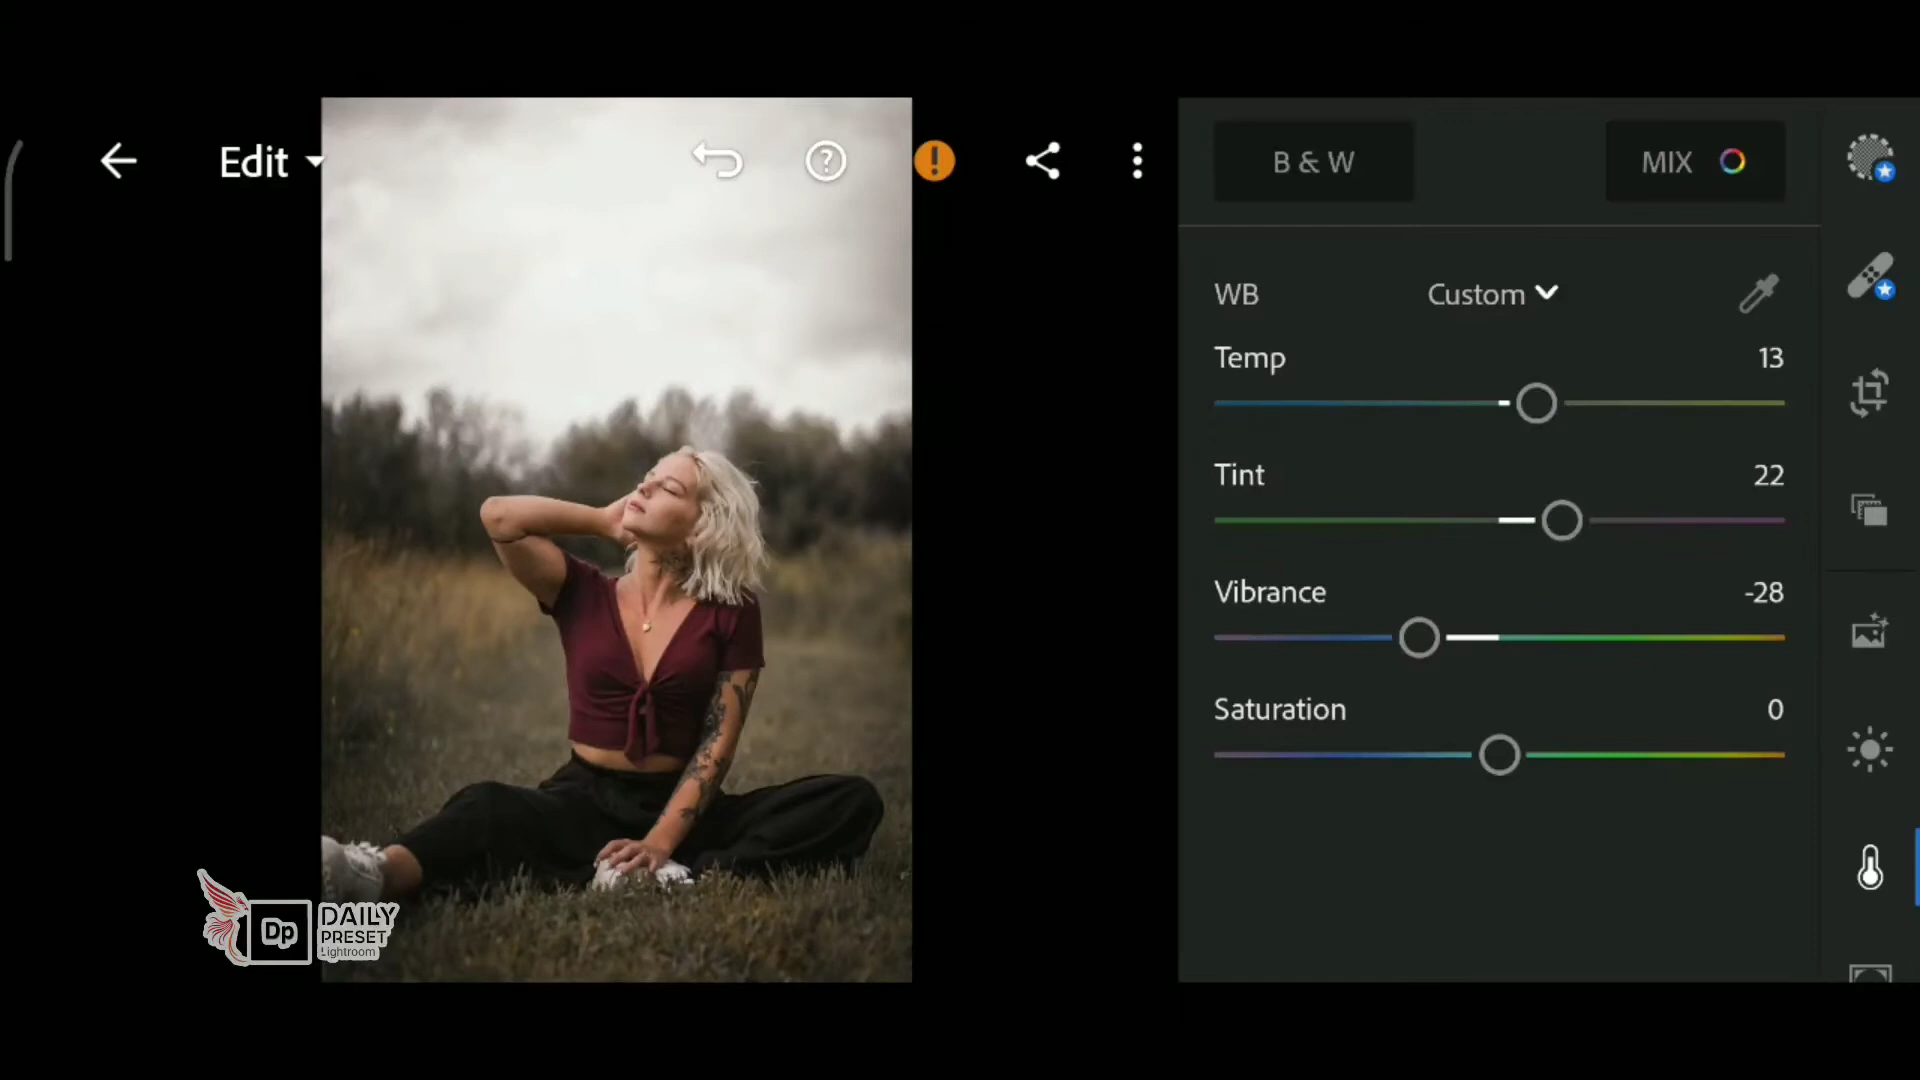 Edit
B & W
MIX
WB
Custom
Temp
13
Tint
22
Vibrance
-28
Saturation
0
Dp
DAILY
PRESET
Lightroom